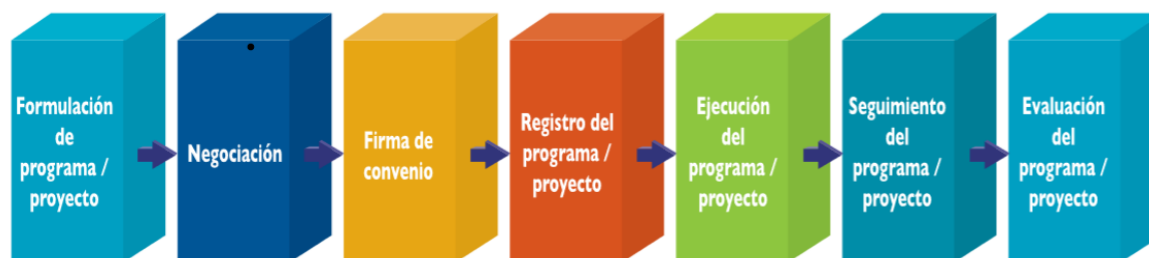 Formulación
de
programa /
proyecto
Negociación
Firma de
convenio
Registro del
programa /
proyecto
Ejecución
del
programa /
proyecto
Seguimiento
del
programa /
proyecto
Evaluación
del
programa /
proyecto